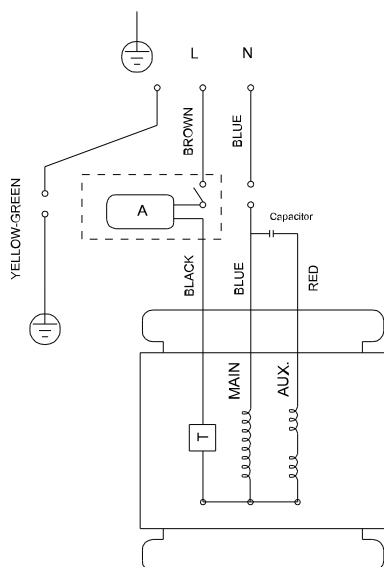 L N
BROWN
BLUE
YELLOW-GREEN
A
Capacitor
BLACK
BLUE
RED
MAIN
AUX.
T